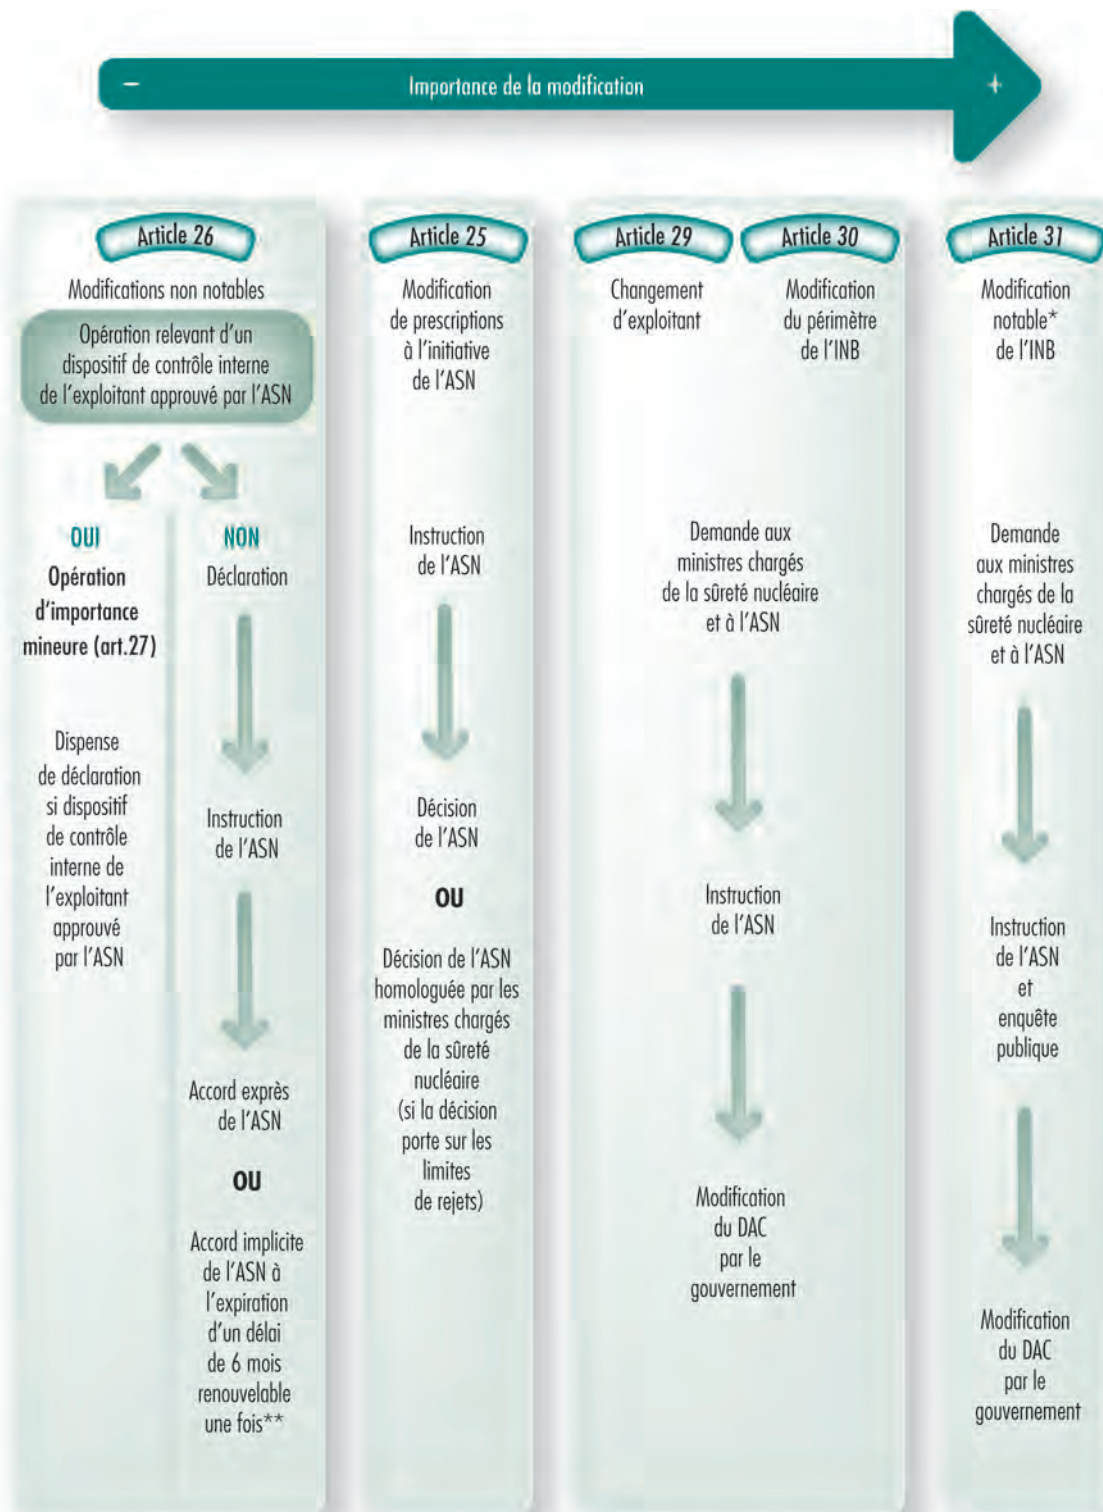 − Importance de la modification +
Article 26
Modifications non notables
Opération relevant d'un
dispositif de contrôle interne
de l'exploitant approuvé par l'ASN
OUI
Opération
d'importance
mineure (art.27)
Dispense
de déclaration
si dispositif
de contrôle
interne de
l'exploitant
approuvé
par l'ASN
NON
Déclaration
Instruction
de l'ASN
Accord exprès
de l'ASN
OU
Accord implicite
de l'ASN à
l'expiration
d'un délai
de 6 mois
renouvelable
une fois**
Article 25
Modification
de prescriptions
à l'initiative
de l'ASN
Instruction
de l'ASN
Décision
de l'ASN
OU
Décision de l'ASN
homologuée par les
ministres chargés
de la sûreté
nucléaire
(si la décision
porte sur les
limites
de rejets)
Article 29
Changement
d'exploitant
Article 30
Modification
du périmètre
de l'INB
Demande aux
ministres chargés
de la sûreté nucléaire
et à l'ASN
Instruction
de l'ASN
Modification
du DAC
par le
gouvernement
Article 31
Modification
notable*
de l'INB
Demande
aux ministres
chargés de la
sûreté nucléaire
et à l'ASN
Instruction
de l'ASN
et
enquête
publique
Modification
du DAC
par le
gouvernement